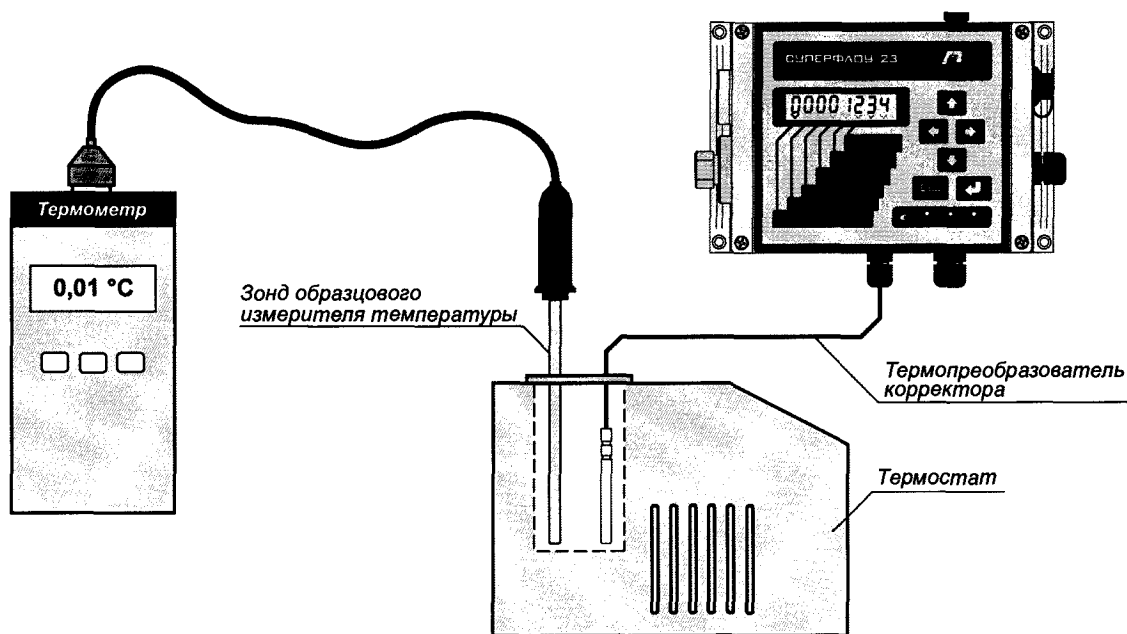 СУПЕРФЛОУ 23
00001234
Термометр
0,01 °C
Зонд образцового
измерителя температуры
Термопреобразователь
корректора
Термостат